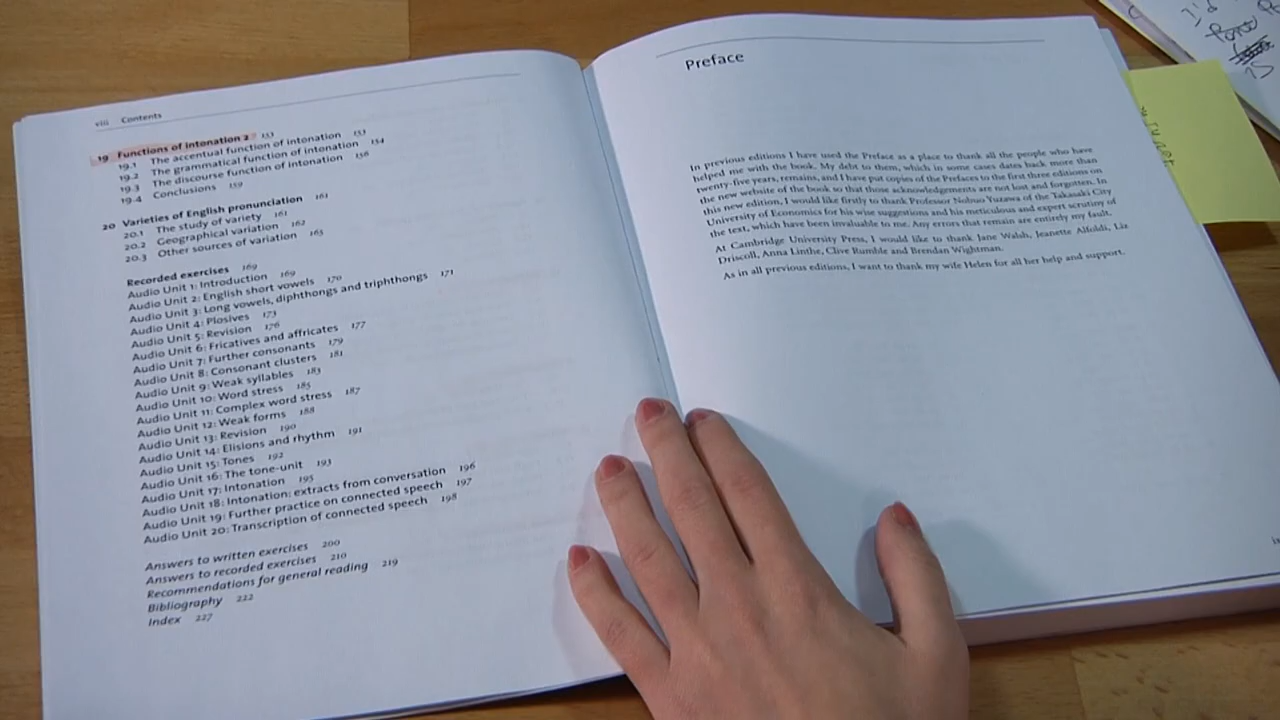 viii Contents
19 Functions of intonation 2 153
19.1 The accentual function of intonation 153
19.2 The grammatical function of intonation 154
19.3 The discourse function of intonation 156
19.4 Conclusions 159
20 Varieties of English pronunciation 161
20.1 The study of variety 161
20.2 Geographical variation 162
20.3 Other sources of variation 165
Recorded exercises 169
Audio Unit 1: Introduction 169
Audio Unit 2: English short vowels 170
Audio Unit 3: Long vowels, diphthongs and triphthongs 171
Audio Unit 4: Plosives 173
Audio Unit 5: Revision 176
Audio Unit 6: Fricatives and affricates 177
Audio Unit 7: Further consonants 179
Audio Unit 8: Consonant clusters 181
Audio Unit 9: Weak syllables 183
Audio Unit 10: Word stress 185
Audio Unit 11: Complex word stress 187
Audio Unit 12: Weak forms 188
Audio Unit 13: Revision 190
Audio Unit 14: Elisions and rhythm 191
Audio Unit 15: Tones 192
Audio Unit 16: The tone-unit 193
Audio Unit 17: Intonation 195
Audio Unit 18: Intonation: extracts from conversation 196
Audio Unit 19: Further practice on connected speech 197
Audio Unit 20: Transcription of connected speech 198
Answers to written exercises 200
Answers to recorded exercises 210
Recommendations for general reading 219
Bibliography 222
Index 227
Preface
In previous editions I have used the Preface as a place to thank all the people who have
helped me with the book. My debt to them, which in some cases dates back more than
twenty-five years, remains, and I have put copies of the Prefaces to the first three editions on
the new website of the book so that those acknowledgements are not lost and forgotten. In
this new edition, I would like firstly to thank Professor Nobuo Yuzawa of the Takasaki City
University of Economics for his wise suggestions and his meticulous and expert scrutiny of
the text, which have been invaluable to me. Any errors that remain are entirely my fault.
At Cambridge University Press, I would like to thank Jane Walsh, Jeanette Alfoldi, Liz
Driscoll, Anna Linthe, Clive Rumble and Brendan Wightman.
As in all previous editions, I want to thank my wife Helen for all her help and support.
I'd